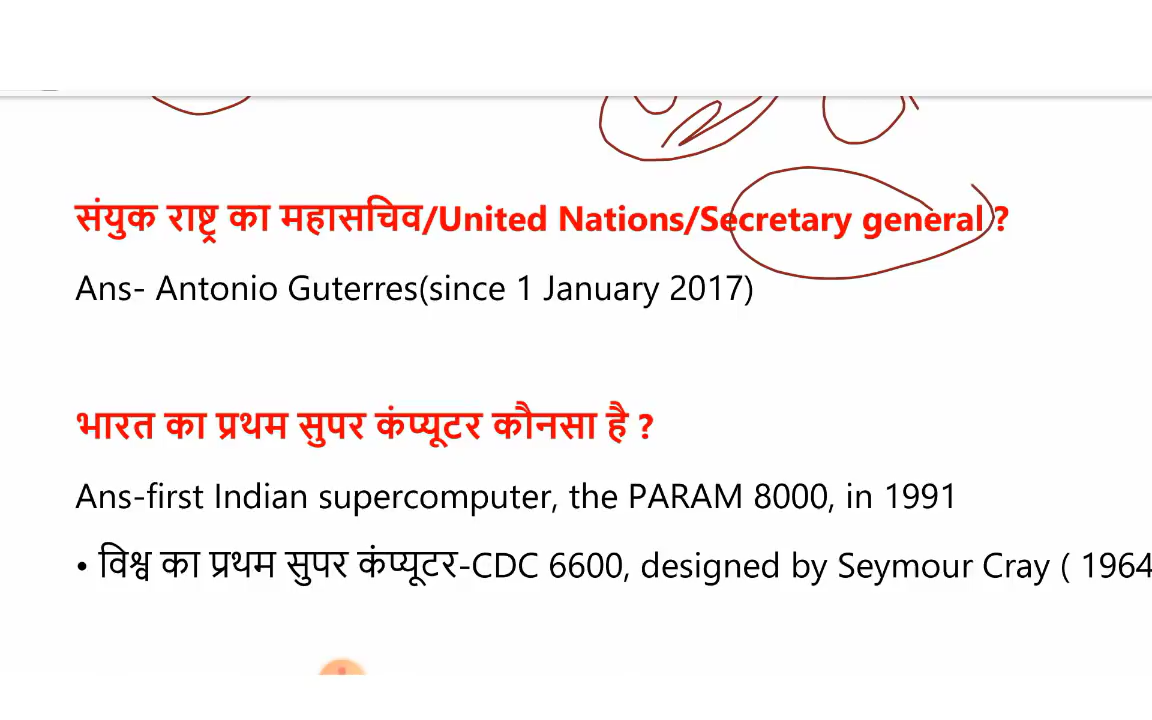 संयुक राष्ट्र का महासचिव/United Nations/Secretary general ?
Ans- Antonio Guterres(since 1 January 2017)
भारत का प्रथम सुपर कंप्यूटर कौनसा है ?
Ans-first Indian supercomputer, the PARAM 8000, in 1991
• विश्व का प्रथम सुपर कंप्यूटर-CDC 6600, designed by Seymour Cray ( 1964